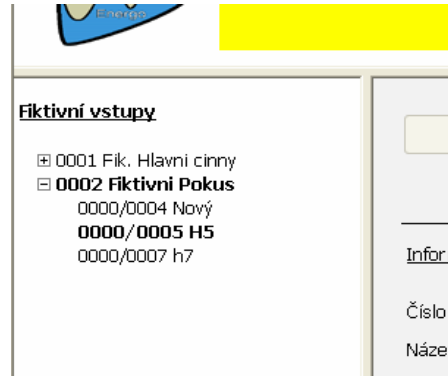 Energo
Fiktivní vstupy
0001 Fik. Hlavni cinny
0002 Fiktivni Pokus
0000/0004 Nový
0000/0005 H5
0000/0007 h7
Infor
Číslo
Náze